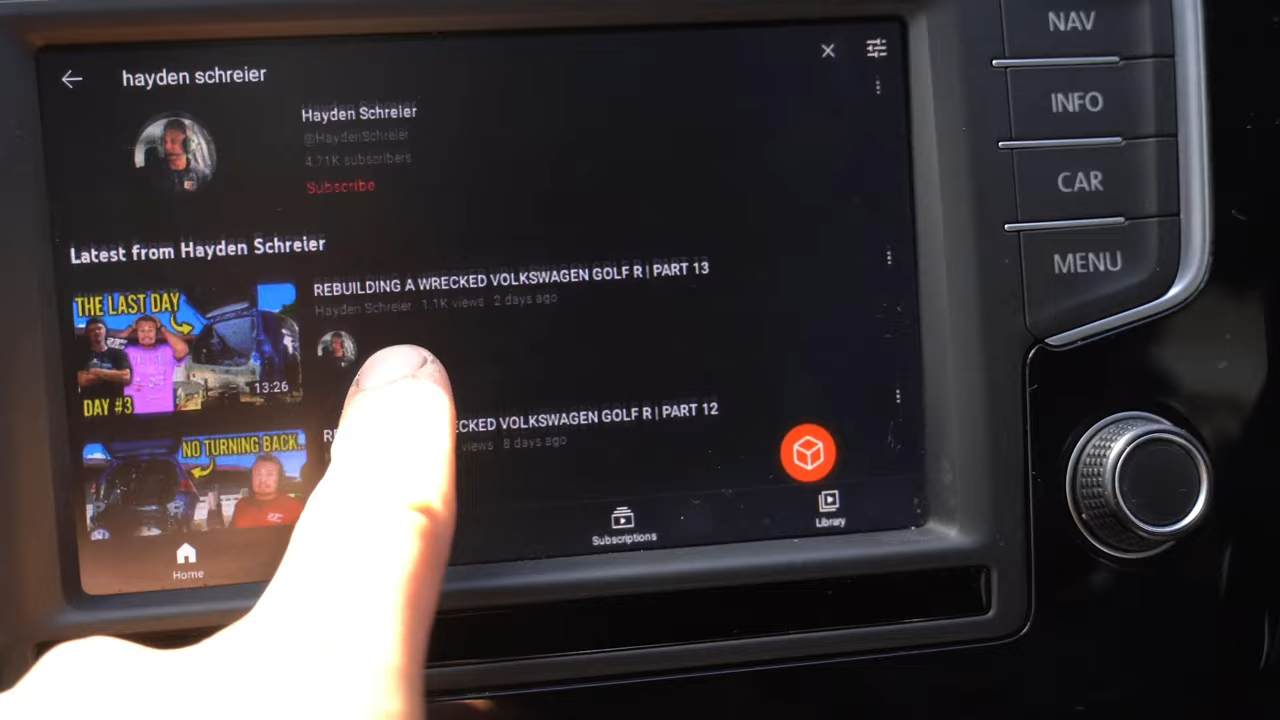 hayden schreier
Hayden Schreier
@HaydenSchreier
4.71K subscribers
Subscribe
Latest from Hayden Schreier
THE LAST DAY
13:26
DAY #3
REBUILDING A WRECKED VOLKSWAGEN GOLF R | PART 13
Hayden Schreier 1.1K views 2 days ago
NO TURNING BACK..
VOLKSWAGEN GOLF R | PART 12
views 8 days ago
Home
Subscriptions
Library
NAV
INFO
CAR
MENU